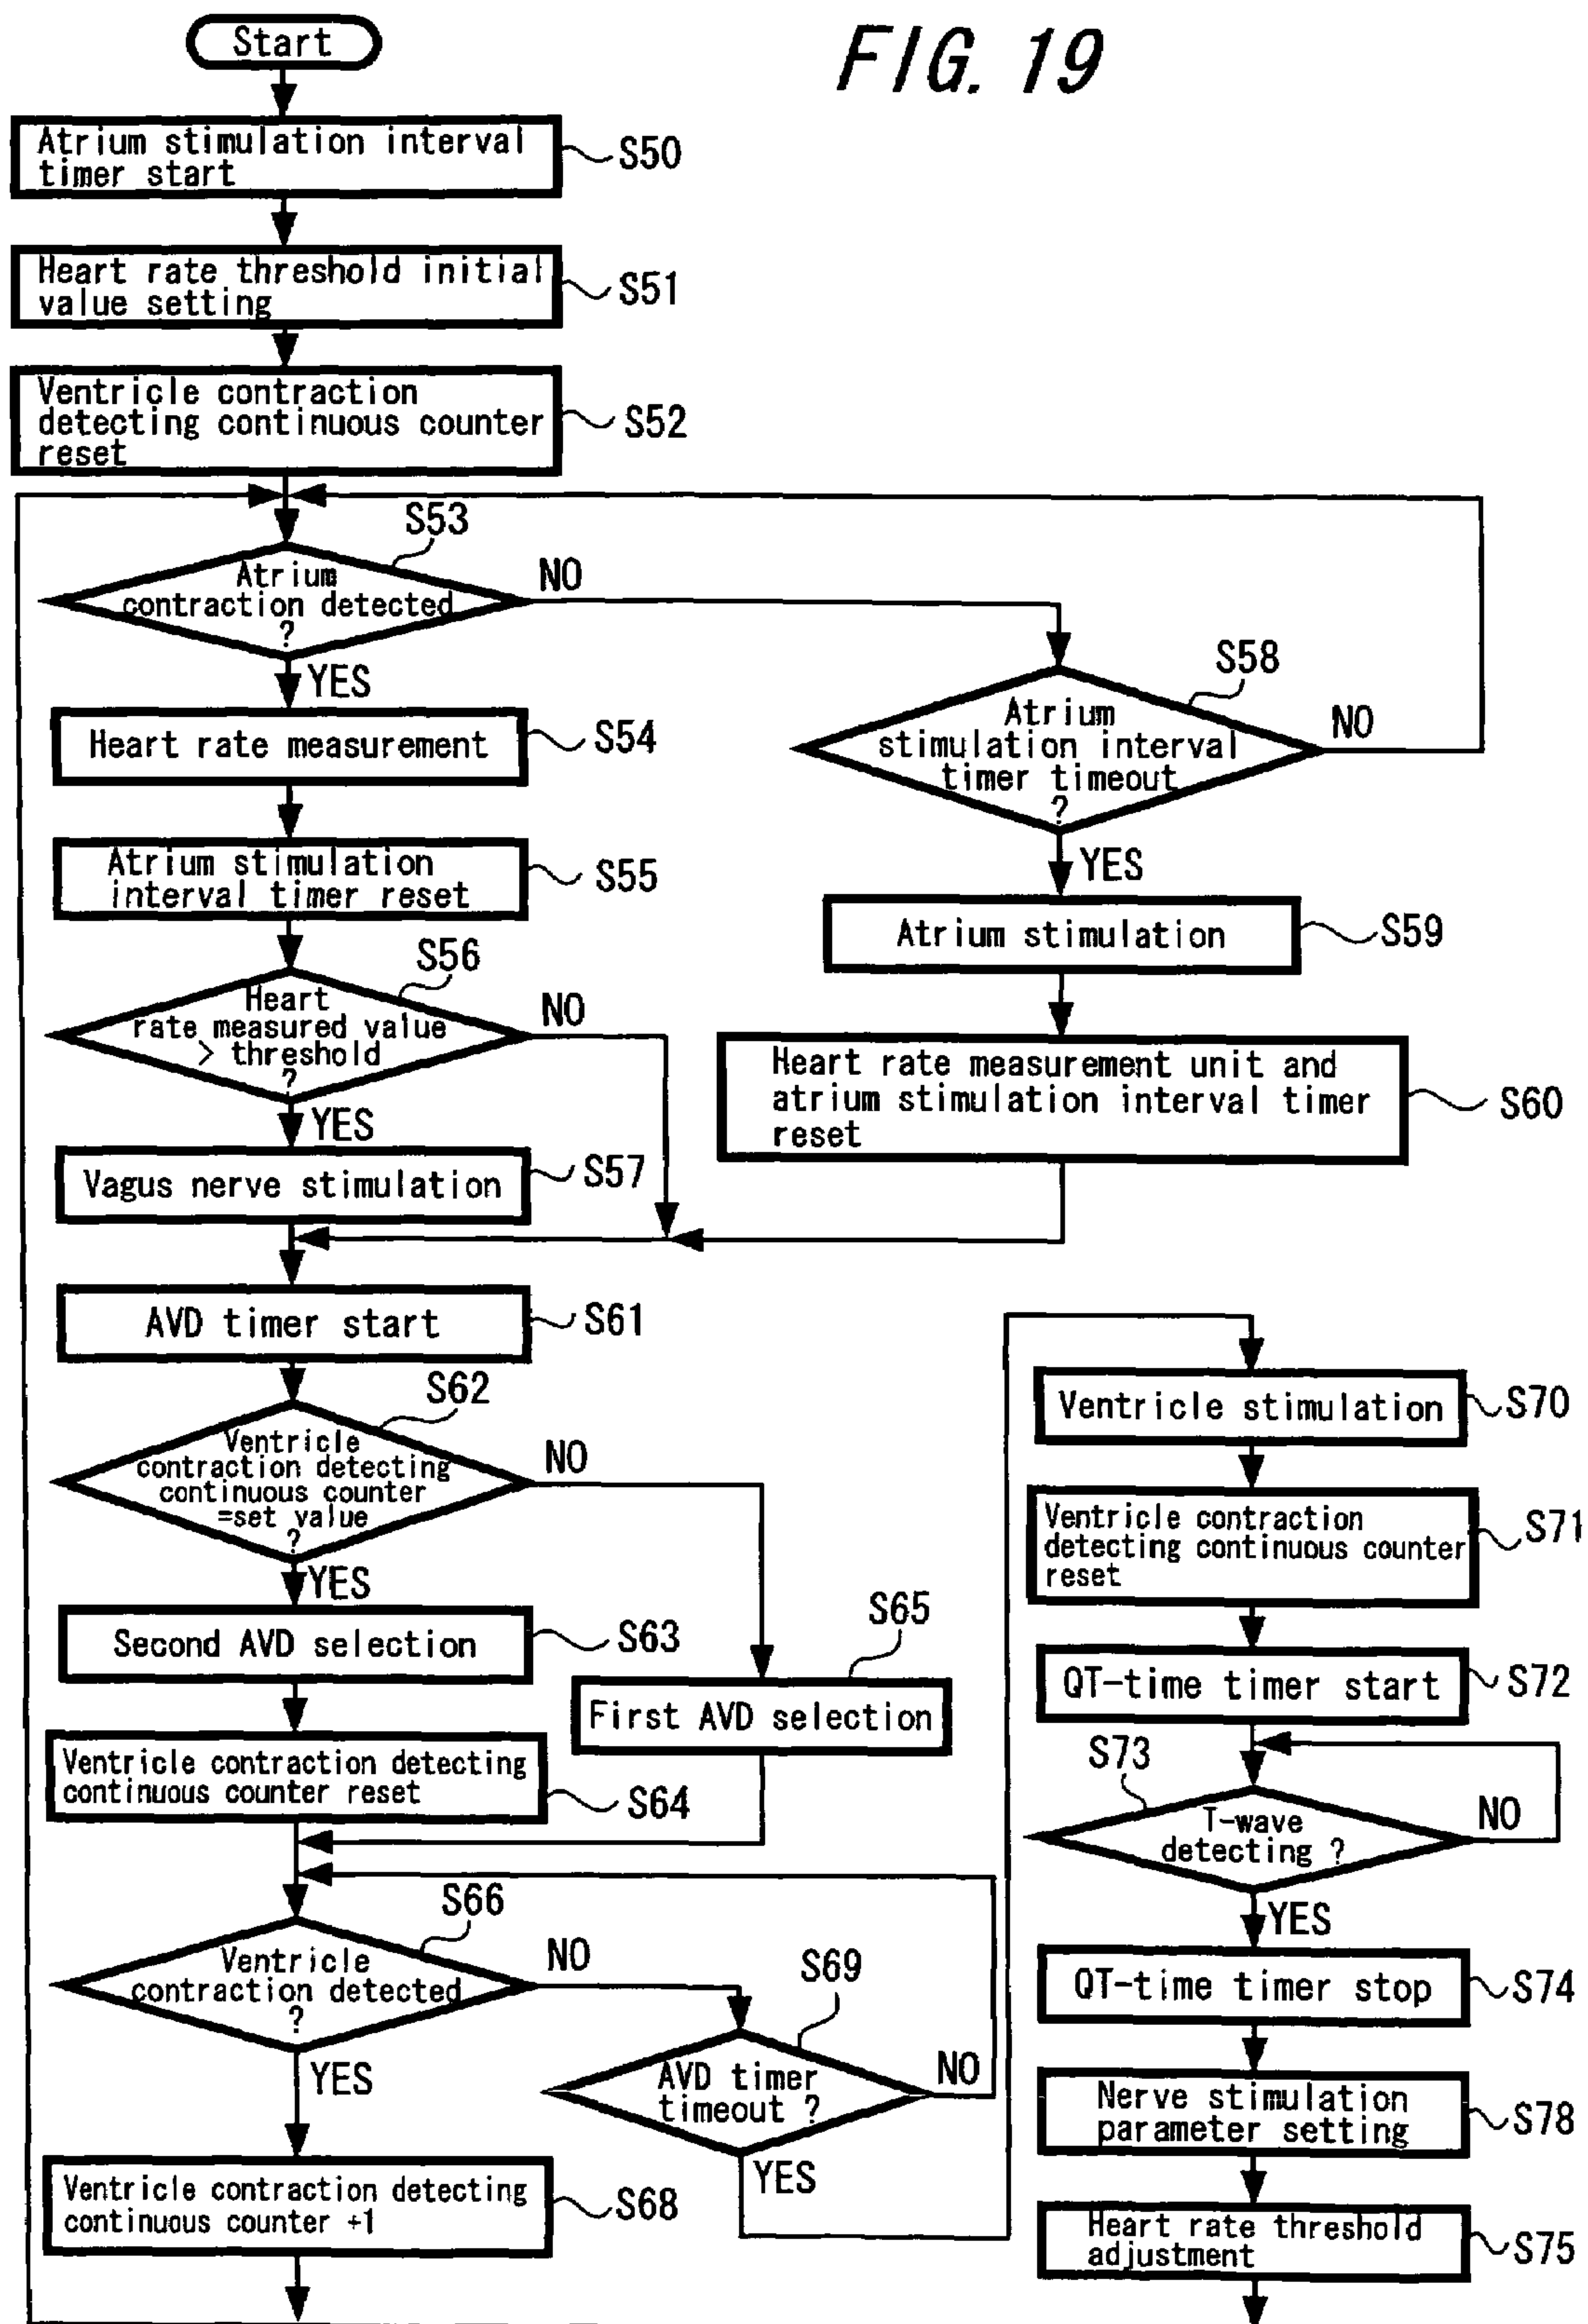 FIG. 19
Start
Atrium stimulation interval
timer start
S50
Heart rate threshold initial
value setting
S51
Ventricle contraction
detecting continuous counter
reset
S52
S53
Atrium
contraction detected
?
NO
YES
Heart rate measurement
S54
Atrium stimulation
interval timer reset
S55
S56
Heart
rate measured value
> threshold
?
NO
YES
Vagus nerve stimulation
S57
S58
Atrium
stimulation interval
timer timeout
?
NO
YES
Atrium stimulation
S59
Heart rate measurement unit and
atrium stimulation interval timer
reset
S60
AVD timer start
S61
S62
Ventricle
contraction detecting
continuous counter
=set value
?
NO
YES
Second AVD selection
S63
Ventricle contraction detecting
continuous counter reset
S64
S65
First AVD selection
S66
Ventricle
contraction detected
?
NO
YES
Ventricle contraction detecting
continuous counter +1
S68
S69
AVD timer
timeout ?
NO
YES
Ventricle stimulation
S70
Ventricle contraction
detecting continuous counter
reset
S71
QT-time timer start
S72
S73
T-wave
detecting ?
NO
YES
QT-time timer stop
S74
Nerve stimulation
parameter setting
S78
Heart rate threshold
adjustment
S75